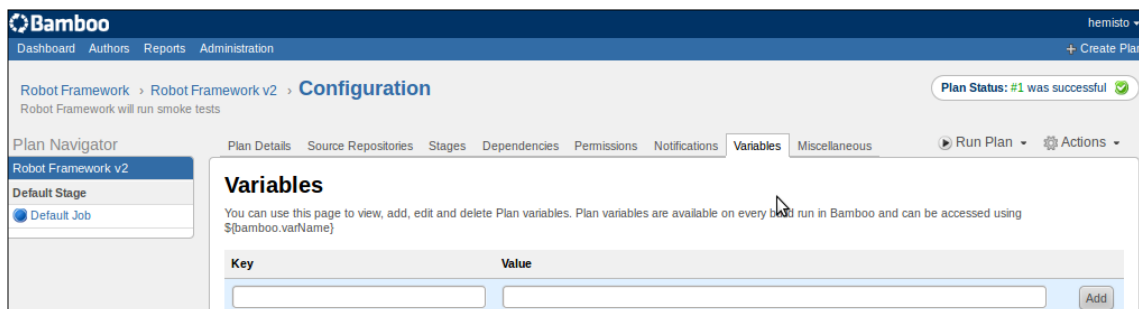 Bamboo
hemisto
Dashboard Authors Reports Administration
+ Create Plan
Robot Framework › Robot Framework v2 › Configuration
Robot Framework will run smoke tests
Plan Status: #1 was successful
Plan Navigator
Robot Framework v2
Default Stage
Default Job
Plan Details Source Repositories Stages Dependencies Permissions Notifications Variables Miscellaneous
Run Plan Actions
Variables
You can use this page to view, add, edit and delete Plan variables. Plan variables are available on every build run in Bamboo and can be accessed using
${bamboo.varName}
Key Value
Add